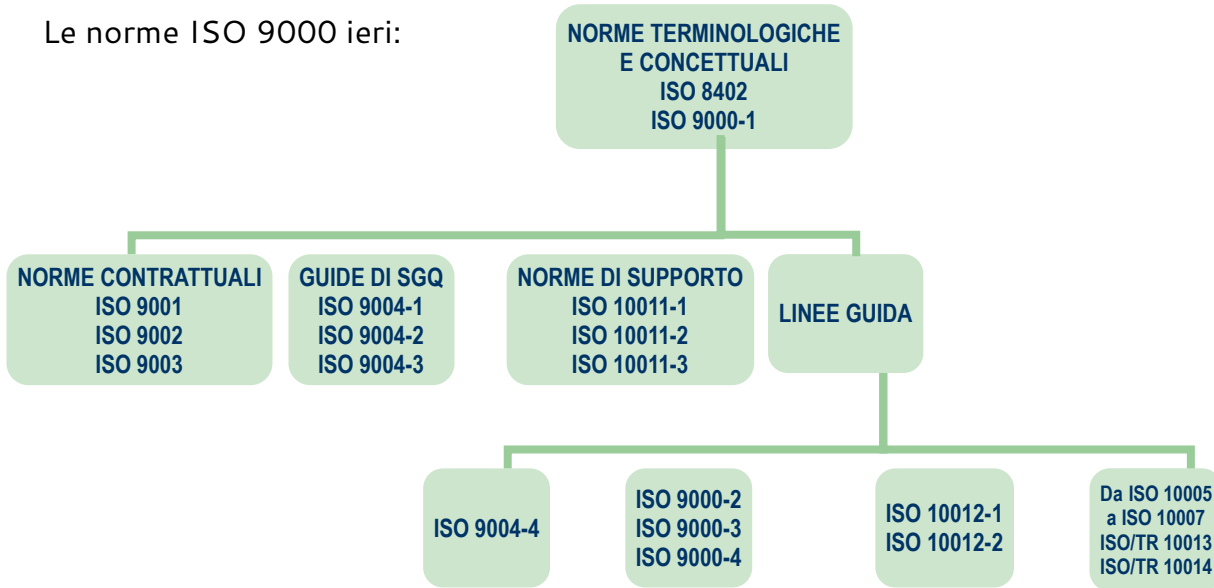 Le norme ISO 9000 ieri:
NORME TERMINOLOGICHE
E CONCETTUALI
ISO 8402
ISO 9000-1
NORME CONTRATTUALI
ISO 9001
ISO 9002
ISO 9003
GUIDE DI SGQ
ISO 9004-1
ISO 9004-2
ISO 9004-3
NORME DI SUPPORTO
ISO 10011-1
ISO 10011-2
ISO 10011-3
LINEE GUIDA
ISO 9004-4
ISO 9000-2
ISO 9000-3
ISO 9000-4
ISO 10012-1
ISO 10012-2
Da ISO 10005
a ISO 10007
ISO/TR 10013
ISO/TR 10014